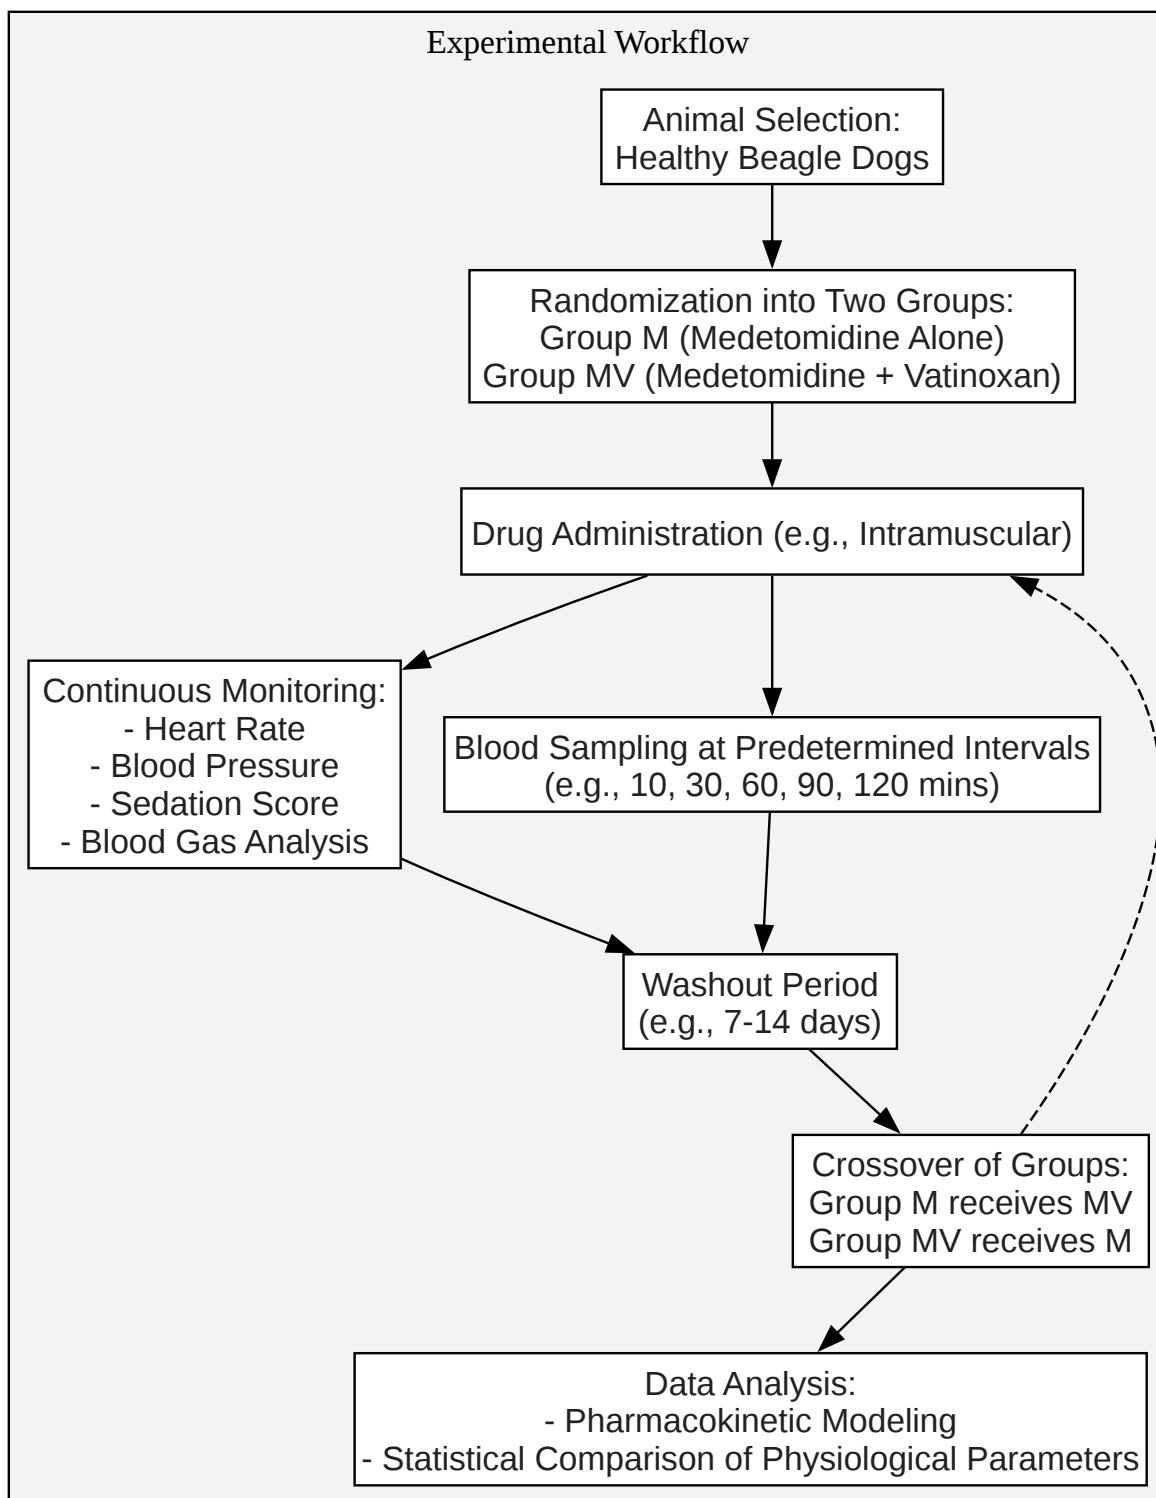 Experimental Workflow
Animal Selection:
Healthy Beagle Dogs
Randomization into Two Groups:
Group M (Medetomidine Alone)
Group MV (Medetomidine + Vatinoxan)
Drug Administration (e.g., Intramuscular)
Continuous Monitoring:
- Heart Rate
- Blood Pressure
- Sedation Score
- Blood Gas Analysis
Blood Sampling at Predetermined Intervals
(e.g., 10, 30, 60, 90, 120 mins)
Washout Period
(e.g., 7-14 days)
Crossover of Groups:
Group M receives MV
Group MV receives M
Data Analysis:
- Pharmacokinetic Modeling
- Statistical Comparison of Physiological Parameters